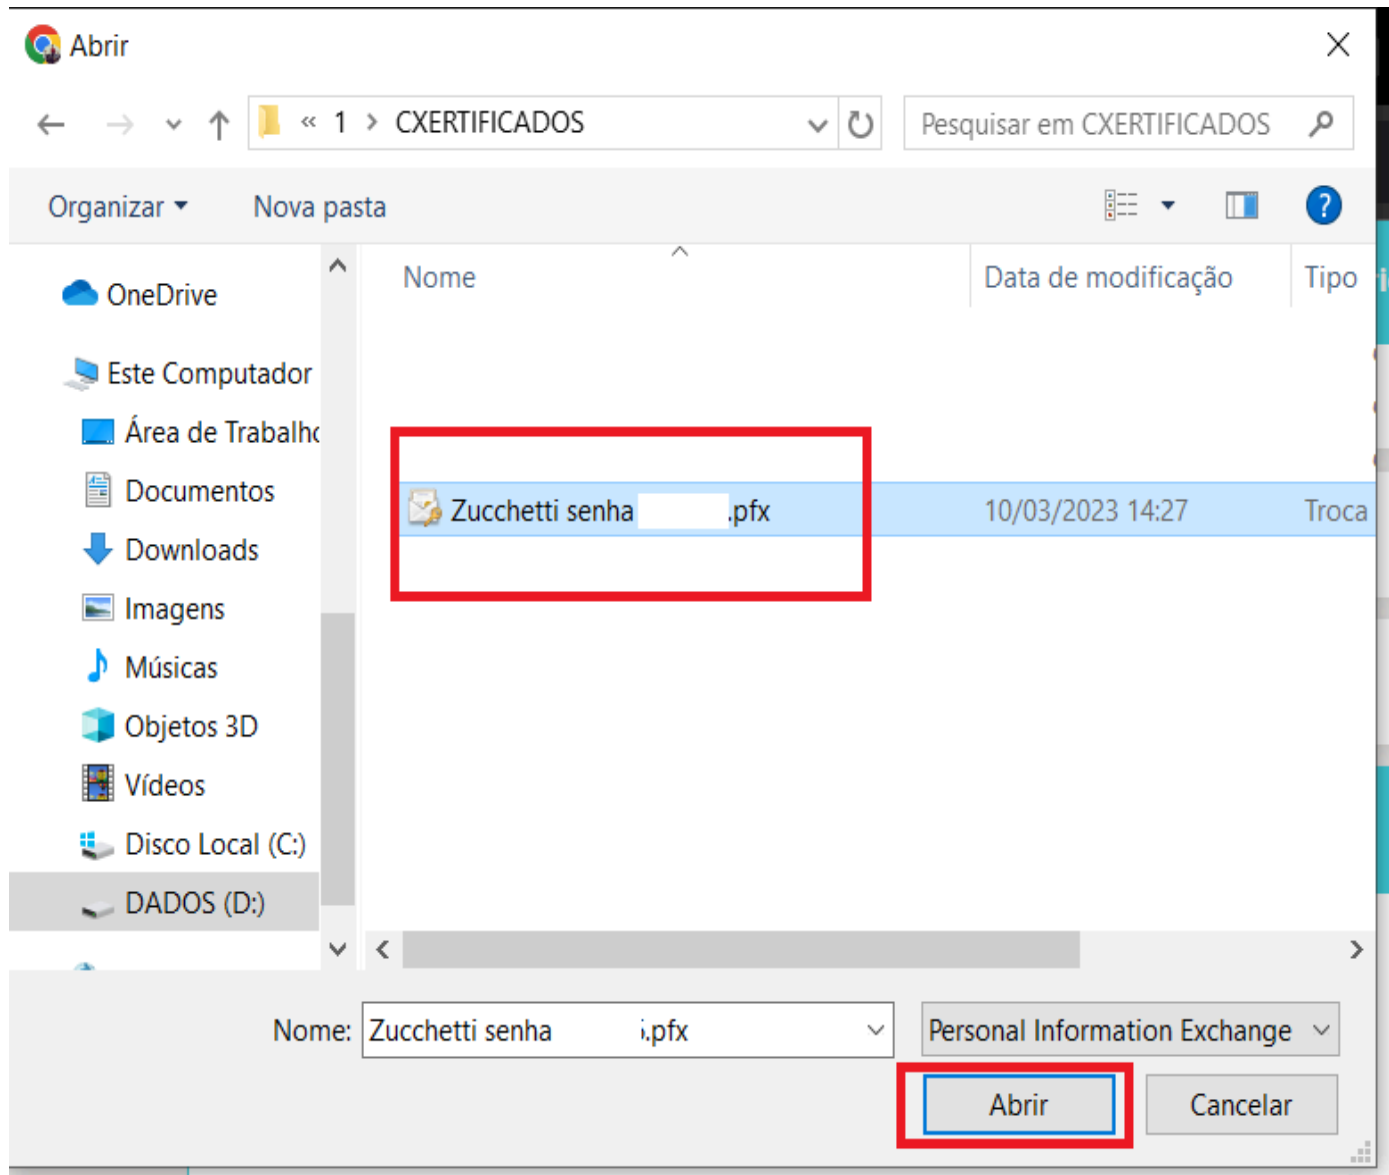 Abrir
« 1 > CXERTIFICADOS
Pesquisar em CXERTIFICADOS
Organizar
Nova pasta
?
Nome
Data de modificação
Tipo
OneDrive
Este Computador
Área de Trabalho
Documentos
Downloads
Imagens
Músicas
Objetos 3D
Vídeos
Disco Local (C:)
DADOS (D:)
Zucchetti senha .pfx
10/03/2023 14:27
Troca
Nome:
Zucchetti senha .pfx
Personal Information Exchange
Abrir
Cancelar